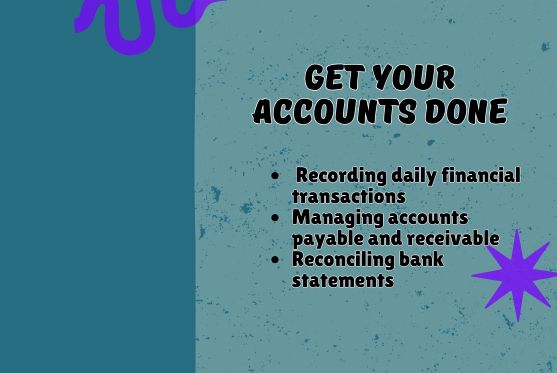 GET YOUR
ACCOUNTS DONE
• Recording daily financial
transactions
• Managing accounts
payable and receivable
• Reconciling bank
statements